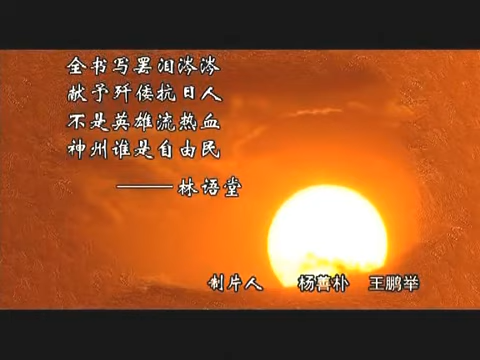 全书写罢泪涔涔
献予歼倭抗日人
不是英雄流热血
神州谁是自由民
——林语堂
制片人 杨善朴 王鹏举